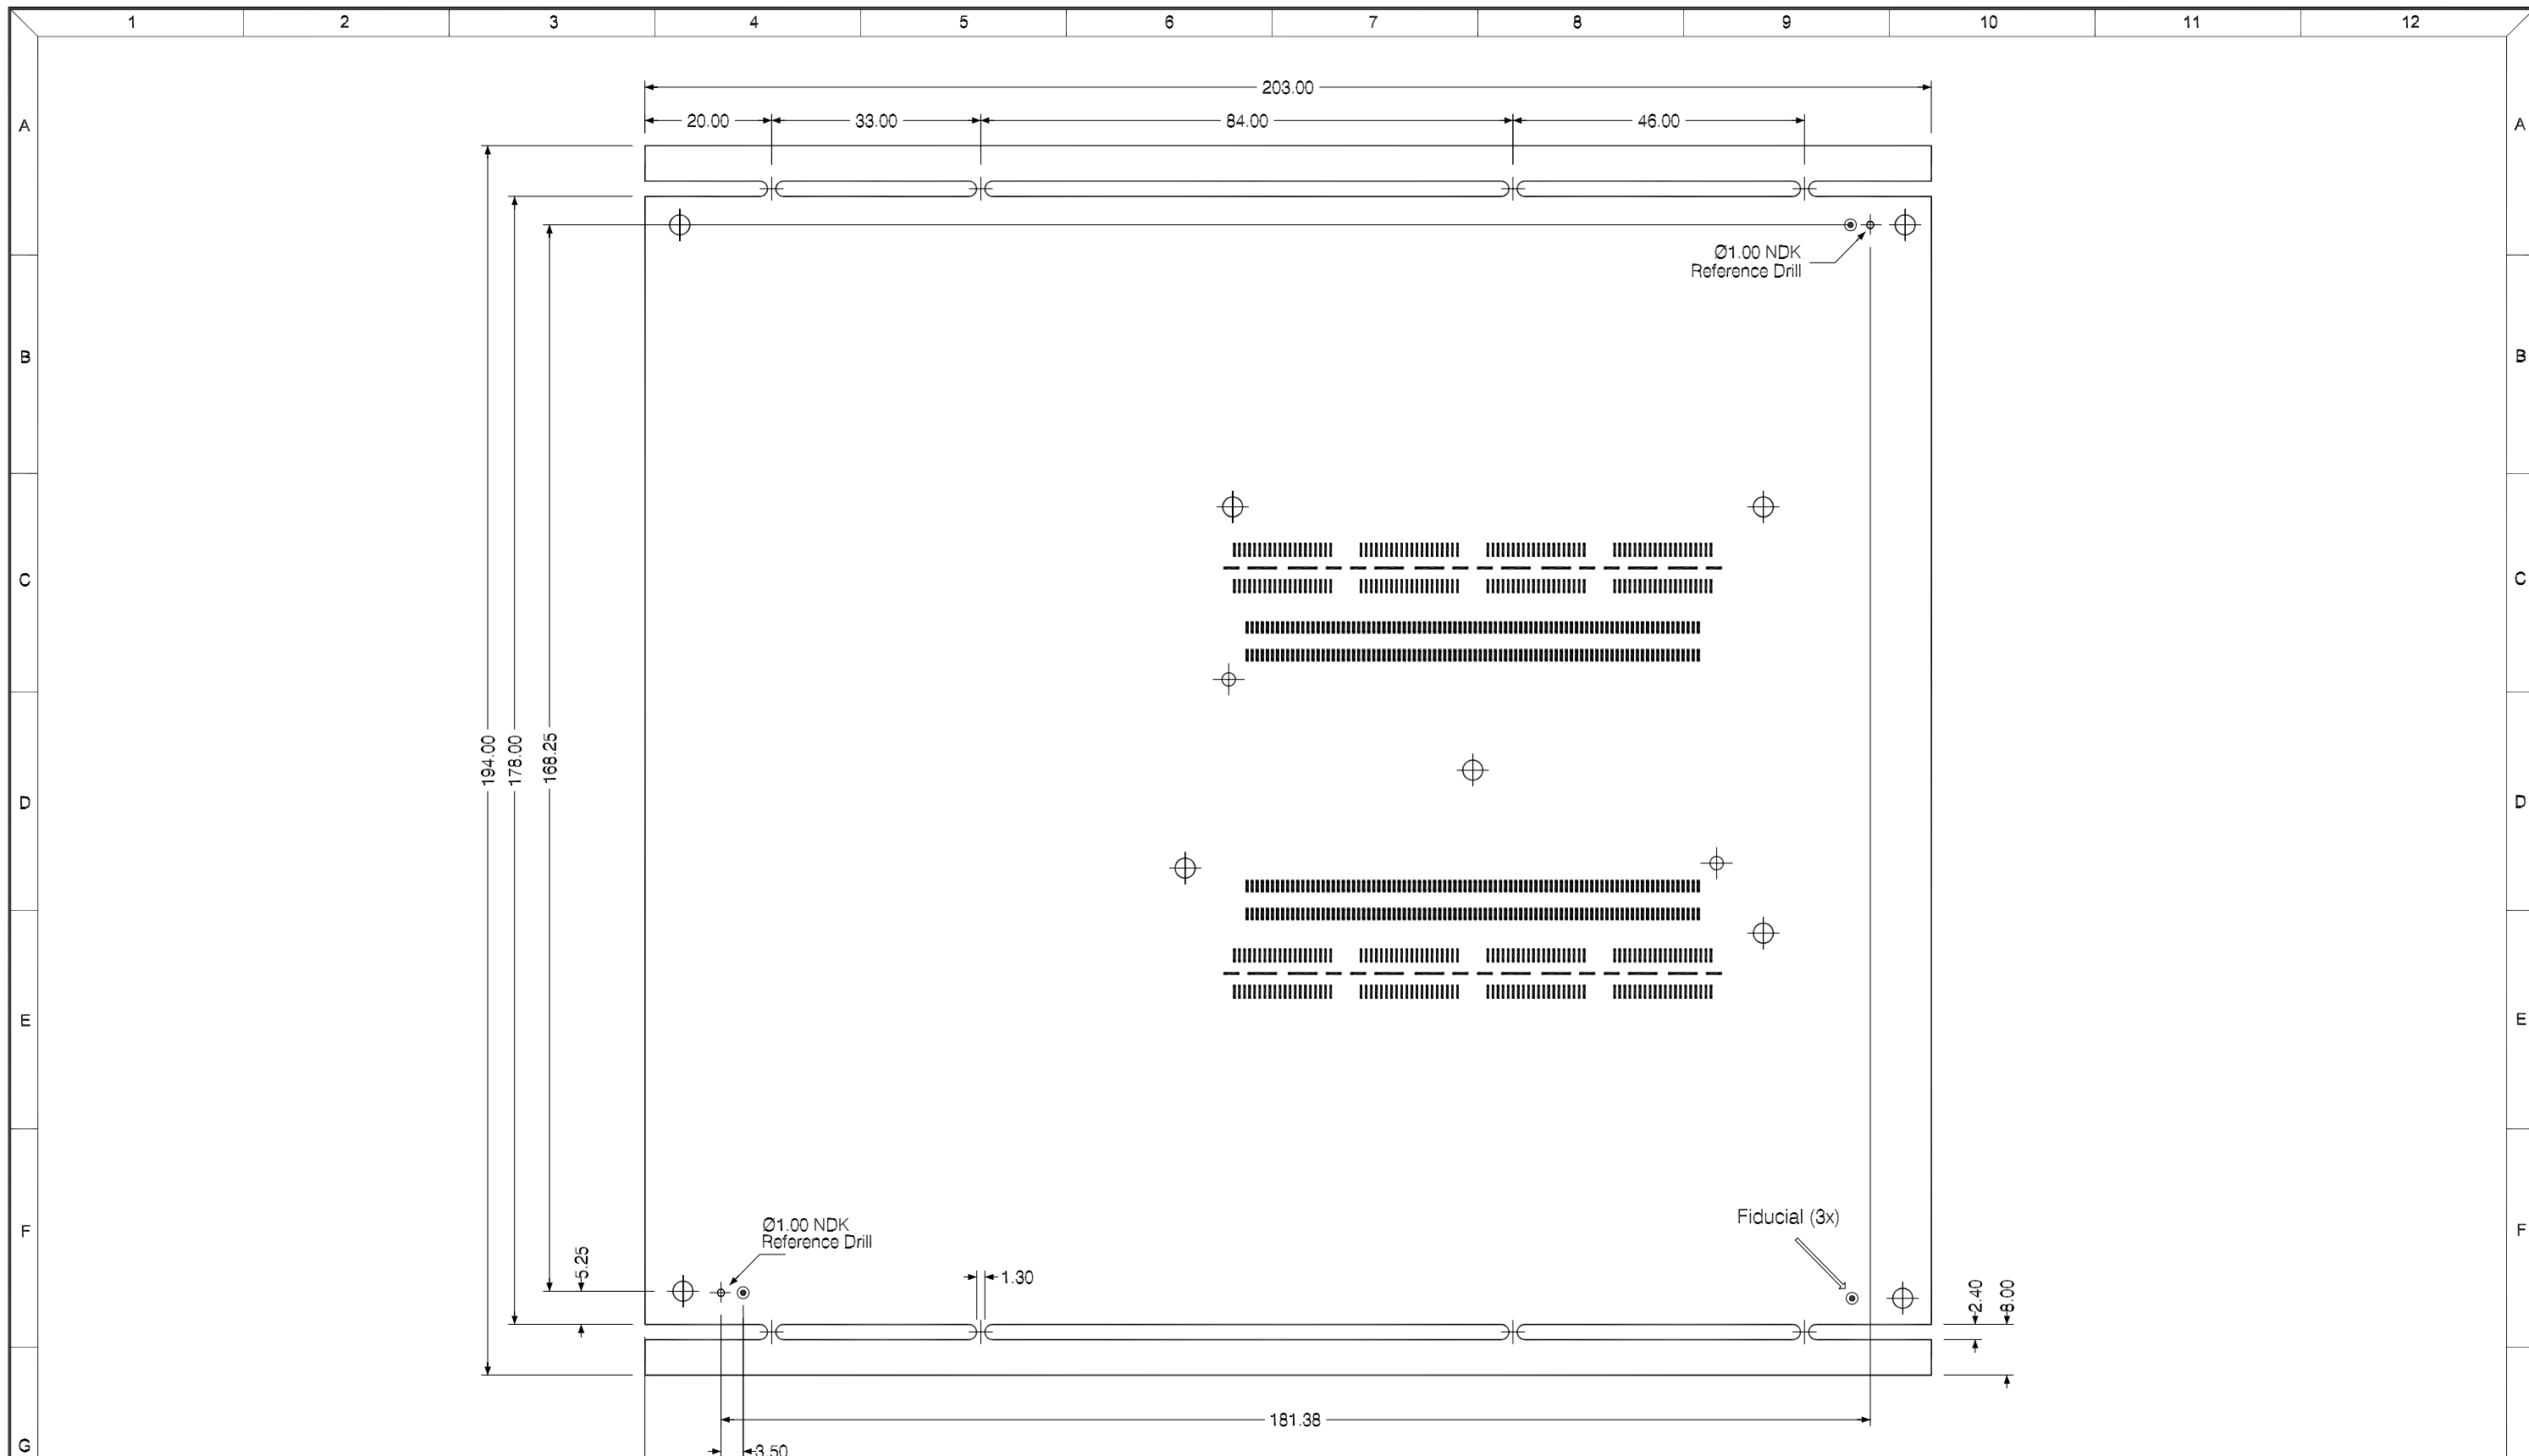 1 2 3 4 5 6 7 8 9 10 11 12
203.00
20.00 33.00 84.00 46.00
A A
Ø1.00 NDK
Reference Drill
B B
C C
194.00
178.00
168.25
D D
E E
Fiducial (3x)
Ø1.00 NDK
Reference Drill
F F
5.25
1.30
2.40
8.00
181.38
G
3.50